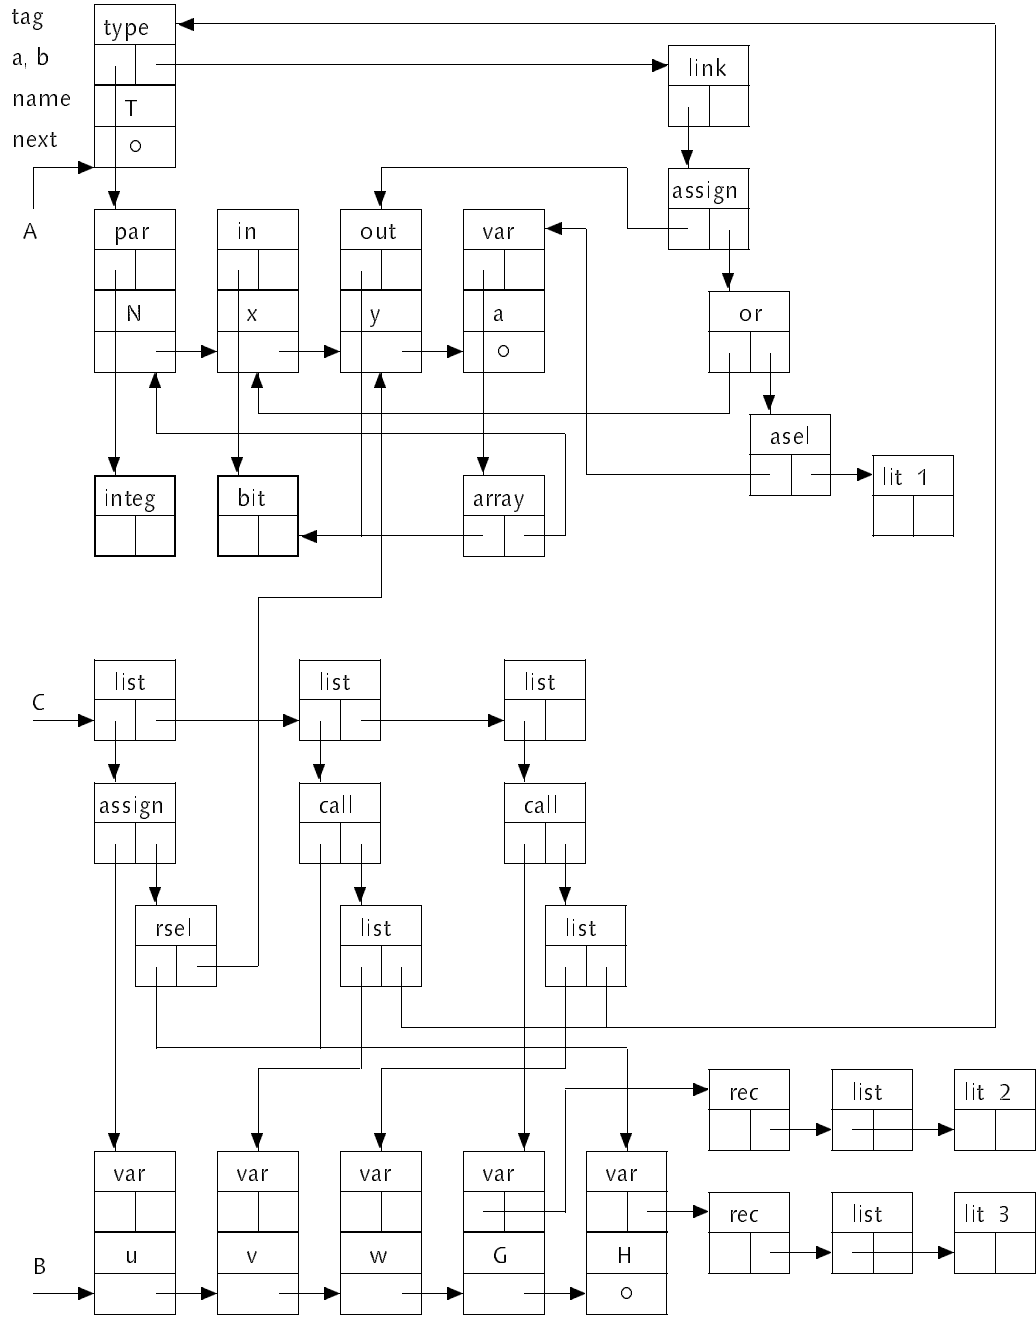 tag type
a, b link
name T
next
assign
A par in out var
N x y a or
asel
integ bit array lit 1
C list list list
assign call call
rsel list list
rec list lit 2
var var var var var
rec list lit 3
B u v w G H